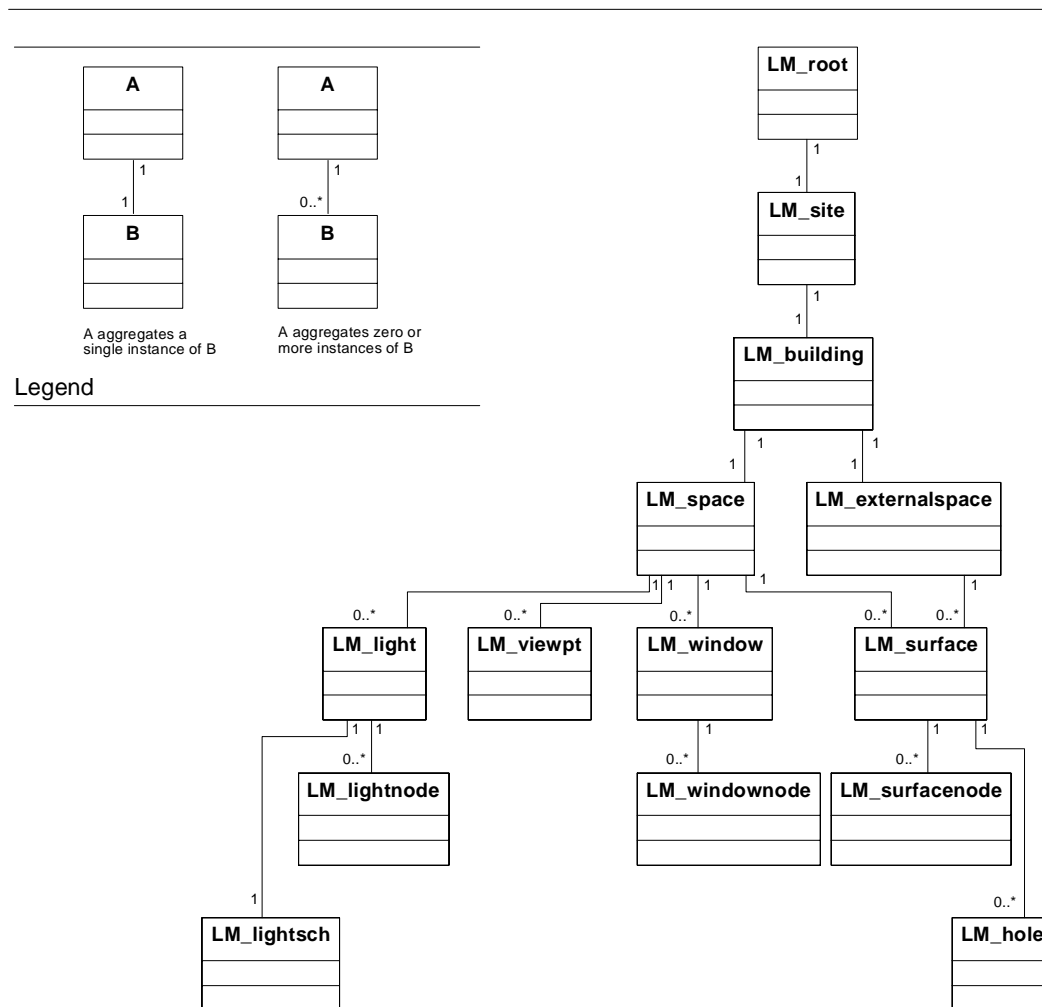 A
1
1
B
A aggregates a
single instance of B
A
1
0..*
B
A aggregates zero or
more instances of B
Legend
LM_root
1
1
LM_site
1
1
LM_building
1 1
1 1
LM_space LM_externalspace
1 1 1 1 1
0..* 0..* 0..* 0..* 0..*
LM_light LM_viewpt LM_window LM_surface
1 1 1 1 1
0..* 0..* 0..*
LM_lightnode LM_windownode LM_surfacenode
1 0..*
LM_lightsch LM_hole